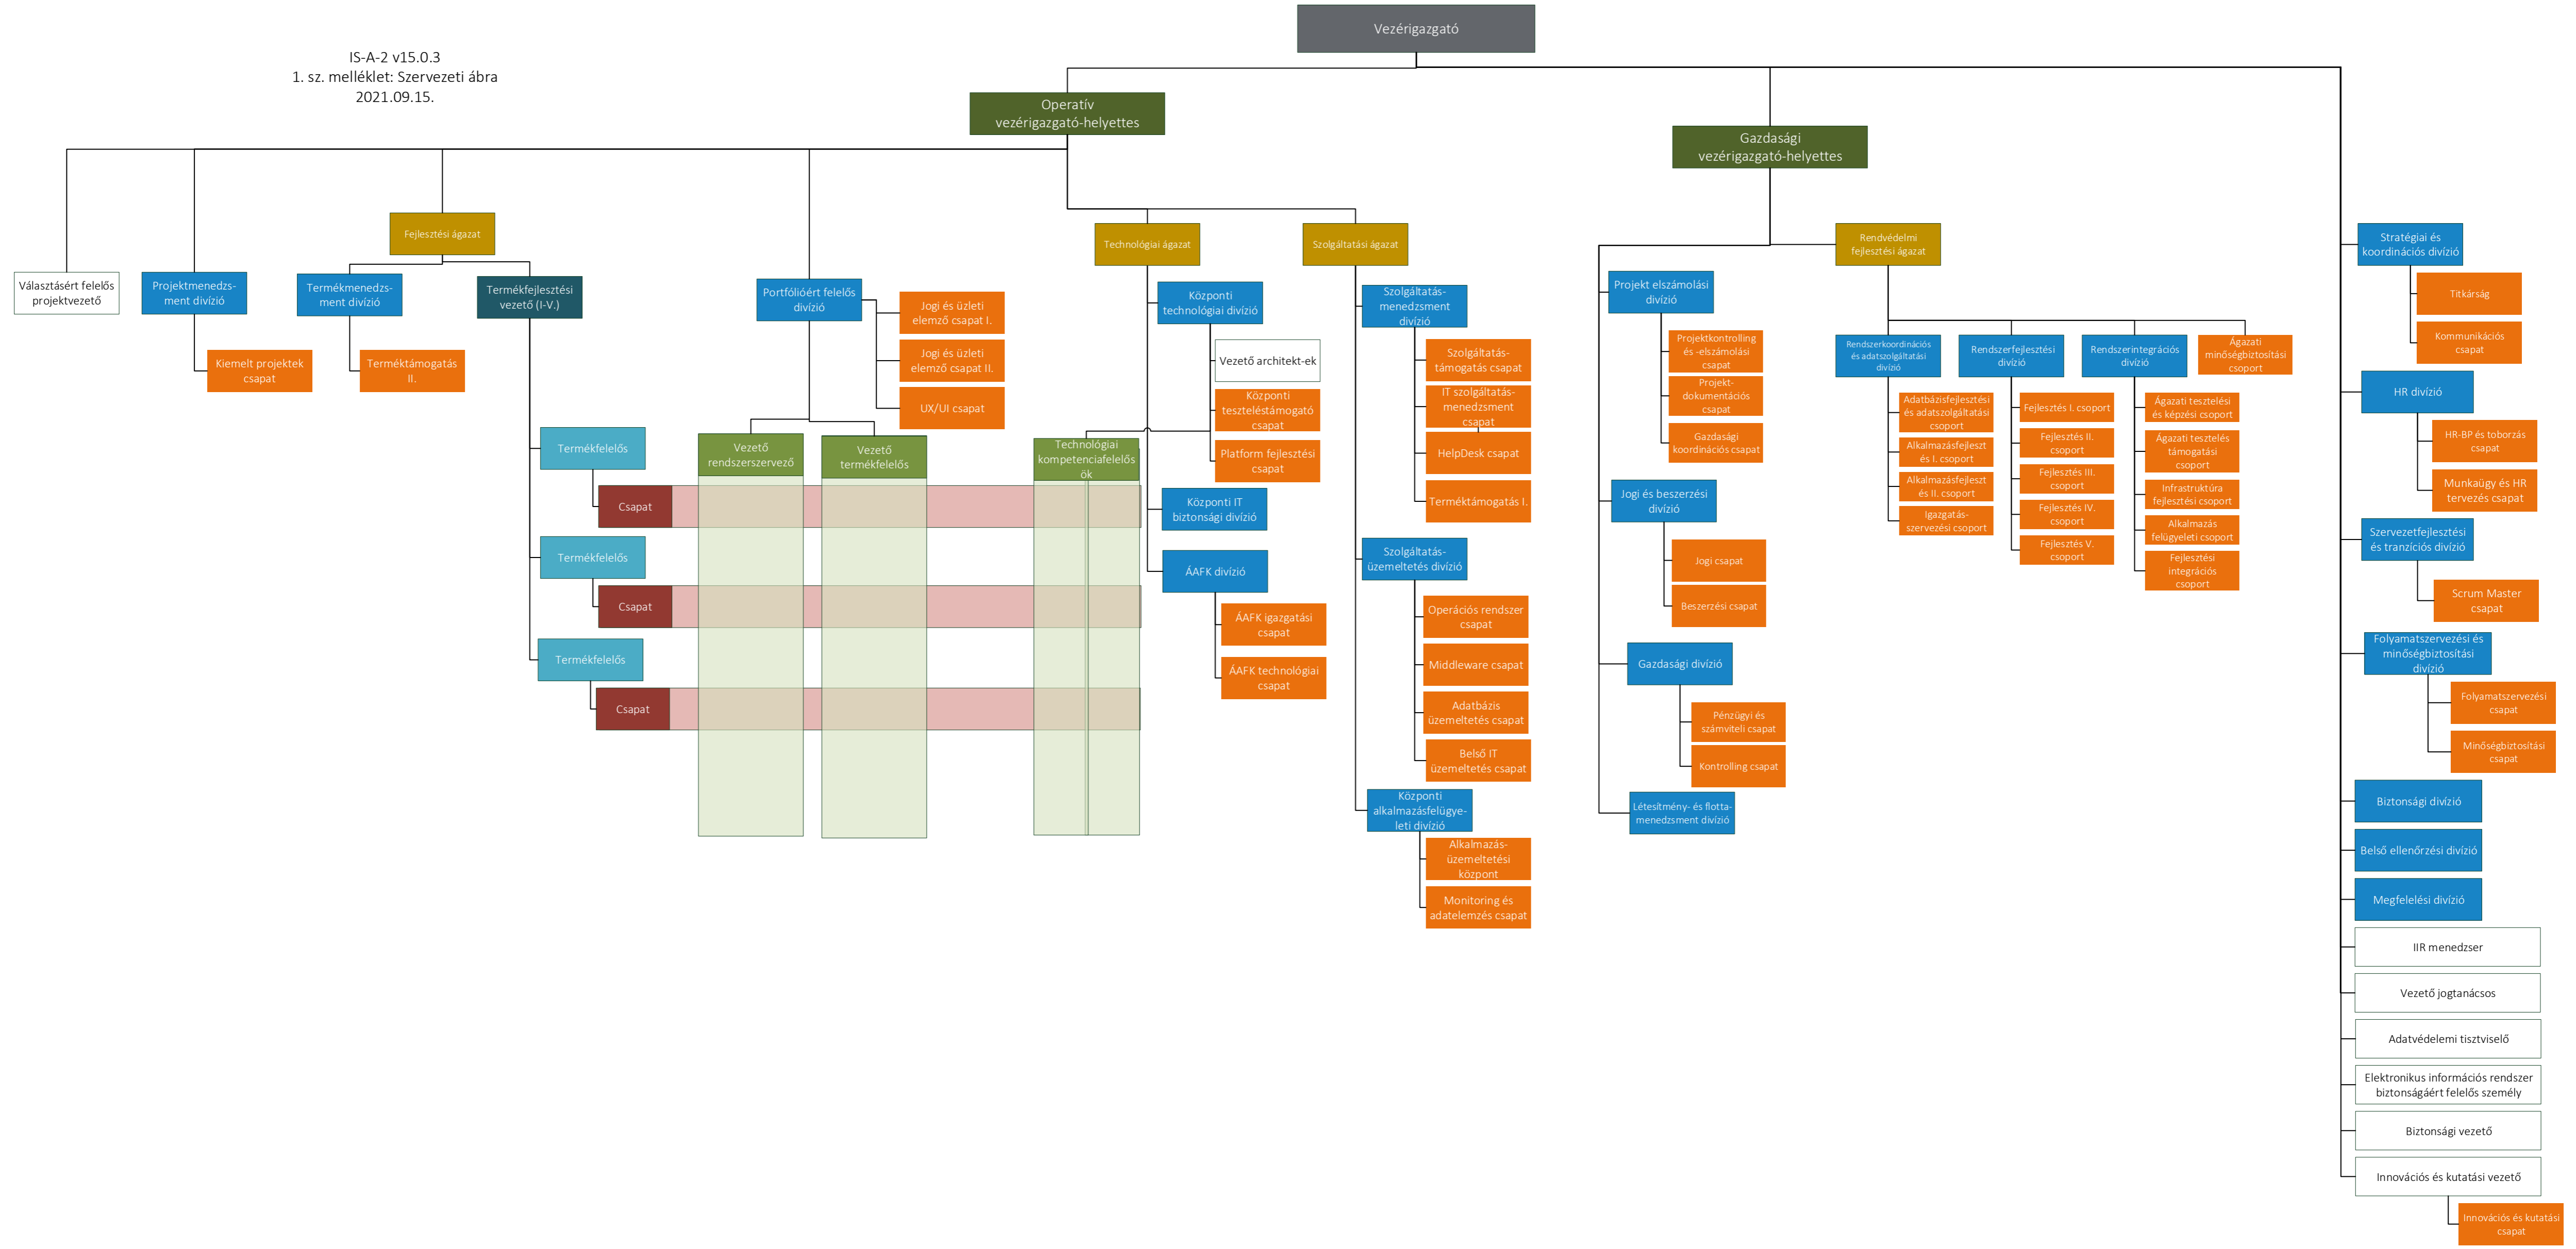 Vezérigazgató
IS-A-2 v15.0.3
1. sz. melléklet: Szervezeti ábra
2021.09.15.
Operatív
vezérigazgató-helyettes
Gazdasági
vezérigazgató-helyettes
Választásért felelős
projektvezető
Projektmenedzs-
ment divízió
Kiemelt projektek
csapat
Fejlesztési ágazat
Termékmenedzs-
ment divízió
Terméktámogatás
II.
Termékfejlesztési
vezető (I-V.)
Termékfelelős
Csapat
Termékfelelős
Csapat
Termékfelelős
Csapat
Portfólióért felelős
divízió
Jogi és üzleti
elemző csapat I.
Jogi és üzleti
elemző csapat II.
UX/UI csapat
Vezető
rendszerszervező
Vezető
termékfelelős
Technológiai
kompetenciafelelős
ök
Technológiai ágazat
Központi
technológiai divízió
Vezető architekt-ek
Központi
teszteléstámogató
csapat
Platform fejlesztési
csapat
Központi IT
biztonsági divízió
ÁAFK divízió
ÁAFK igazgatási
csapat
ÁAFK technológiai
csapat
Szolgáltatási ágazat
Szolgáltatás-
menedzsment
divízió
Szolgáltatás-
támogatás csapat
IT szolgáltatás-
menedzsment
csapat
HelpDesk csapat
Terméktámogatás I.
Szolgáltatás-
üzemeltetés divízió
Operációs rendszer
csapat
Middleware csapat
Adatbázis
üzemeltetés csapat
Belső IT
üzemeltetés csapat
Központi
alkalmazásfelügye-
leti divízió
Alkalmazás-
üzemeltetési
központ
Monitoring és
adatelemzés csapat
Projekt elszámolási
divízió
Projektkontrolling
és -elszámolási
csapat
Projekt-
dokumentációs
csapat
Gazdasági
koordinációs csapat
Jogi és beszerzési
divízió
Jogi csapat
Beszerzési csapat
Gazdasági divízió
Pénzügyi és
számviteli csapat
Kontrolling csapat
Létesítmény- és flotta-
menedzsment divízió
Rendvédelmi
fejlesztési ágazat
Rendszerkoordinációs
és adatszolgáltatási
divízió
Adatbázisfejlesztési
és adatszolgáltatási
csoport
Alkalmazásfejleszt
és I. csoport
Alkalmazásfejleszt
és II. csoport
Igazgatás-
szervezési csoport
Rendszerfejlesztési
divízió
Fejlesztés I. csoport
Fejlesztés II.
csoport
Fejlesztés III.
csoport
Fejlesztés IV.
csoport
Fejlesztés V.
csoport
Rendszerintegrációs
divízió
Ágazati tesztelési
és képzési csoport
Ágazati tesztelés
támogatási
csoport
Infrastruktúra
fejlesztési csoport
Alkalmazás
felügyeleti csoport
Fejlesztési
integrációs
csoport
Ágazati
minőségbiztosítási
csoport
Stratégiai és
koordinációs divízió
Titkárság
Kommunikációs
csapat
HR divízió
HR-BP és toborzás
csapat
Munkaügy és HR
tervezés csapat
Szervezetfejlesztési
és tranzíciós divízió
Scrum Master
csapat
Folyamatszervezési és
minőségbiztosítási
divízió
Folyamatszervezési
csapat
Minőségbiztosítási
csapat
Biztonsági divízió
Belső ellenőrzési divízió
Megfelelési divízió
IIR menedzser
Vezető jogtanácsos
Adatvédelemi tisztviselő
Elektronikus információs rendszer
biztonságáért felelős személy
Biztonsági vezető
Innovációs és kutatási vezető
Innovációs és kutatási
csapat